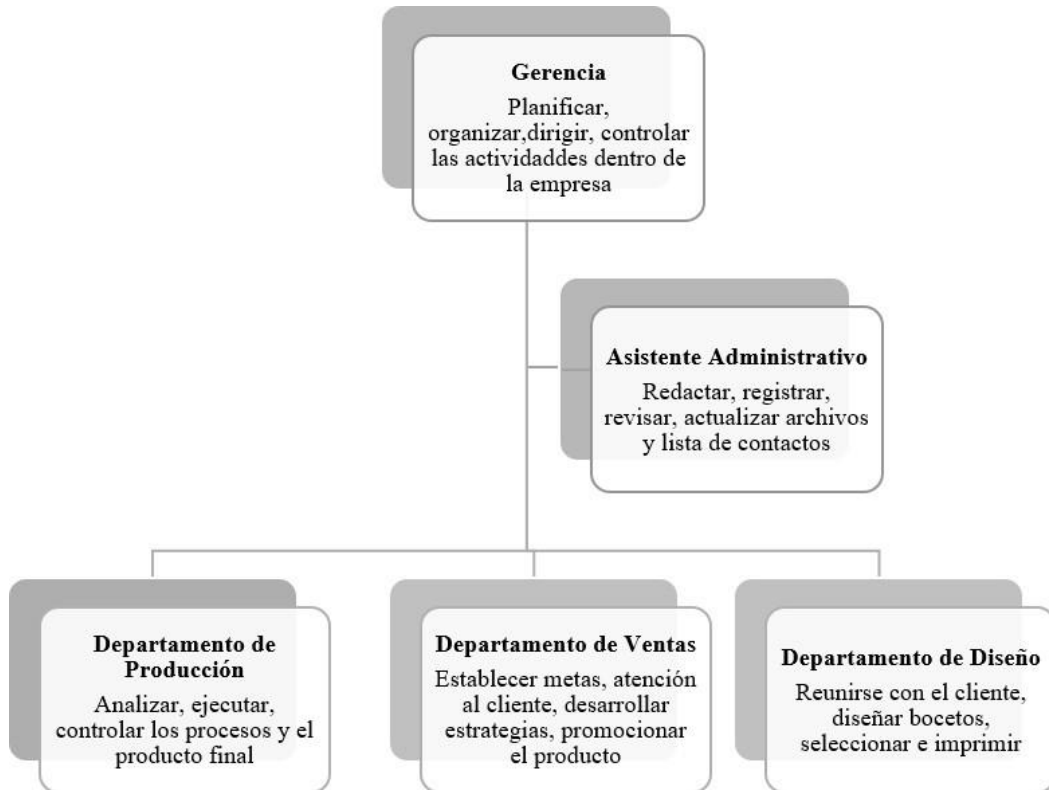 Gerencia
Planificar,
organizar,dirigir, controlar
las actividaddes dentro de
la empresa
Asistente Administrativo
Redactar, registrar,
revisar, actualizar archivos
y lista de contactos
Departamento de
Producción
Analizar, ejecutar,
controlar los procesos y el
producto final
Departamento de Ventas
Establecer metas, atención
al cliente, desarrollar
estrategias, promocionar
el producto
Departamento de Diseño
Reunirse con el cliente,
diseñar bocetos,
seleccionar e imprimir